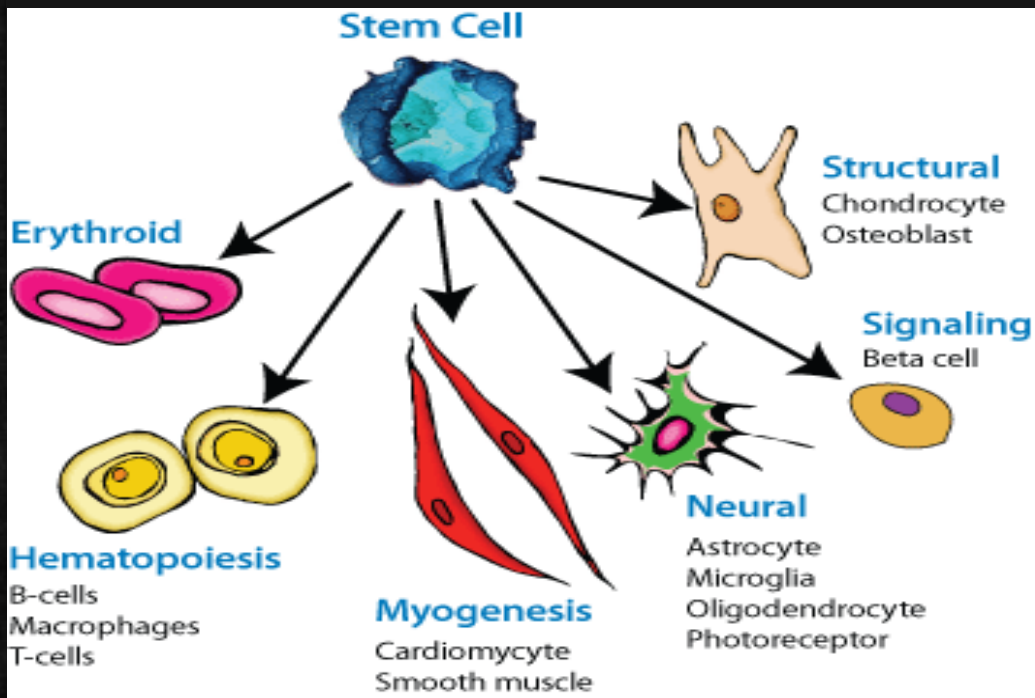 Stem Cell
Structural
Chondrocyte
Osteoblast
Erythroid
Signaling
Beta cell
Neural
Astrocyte
Microglia
Oligodendrocyte
Photoreceptor
Hematopoiesis
B-cells
Macrophages
T-cells
Myogenesis
Cardiomycyte
Smooth muscle